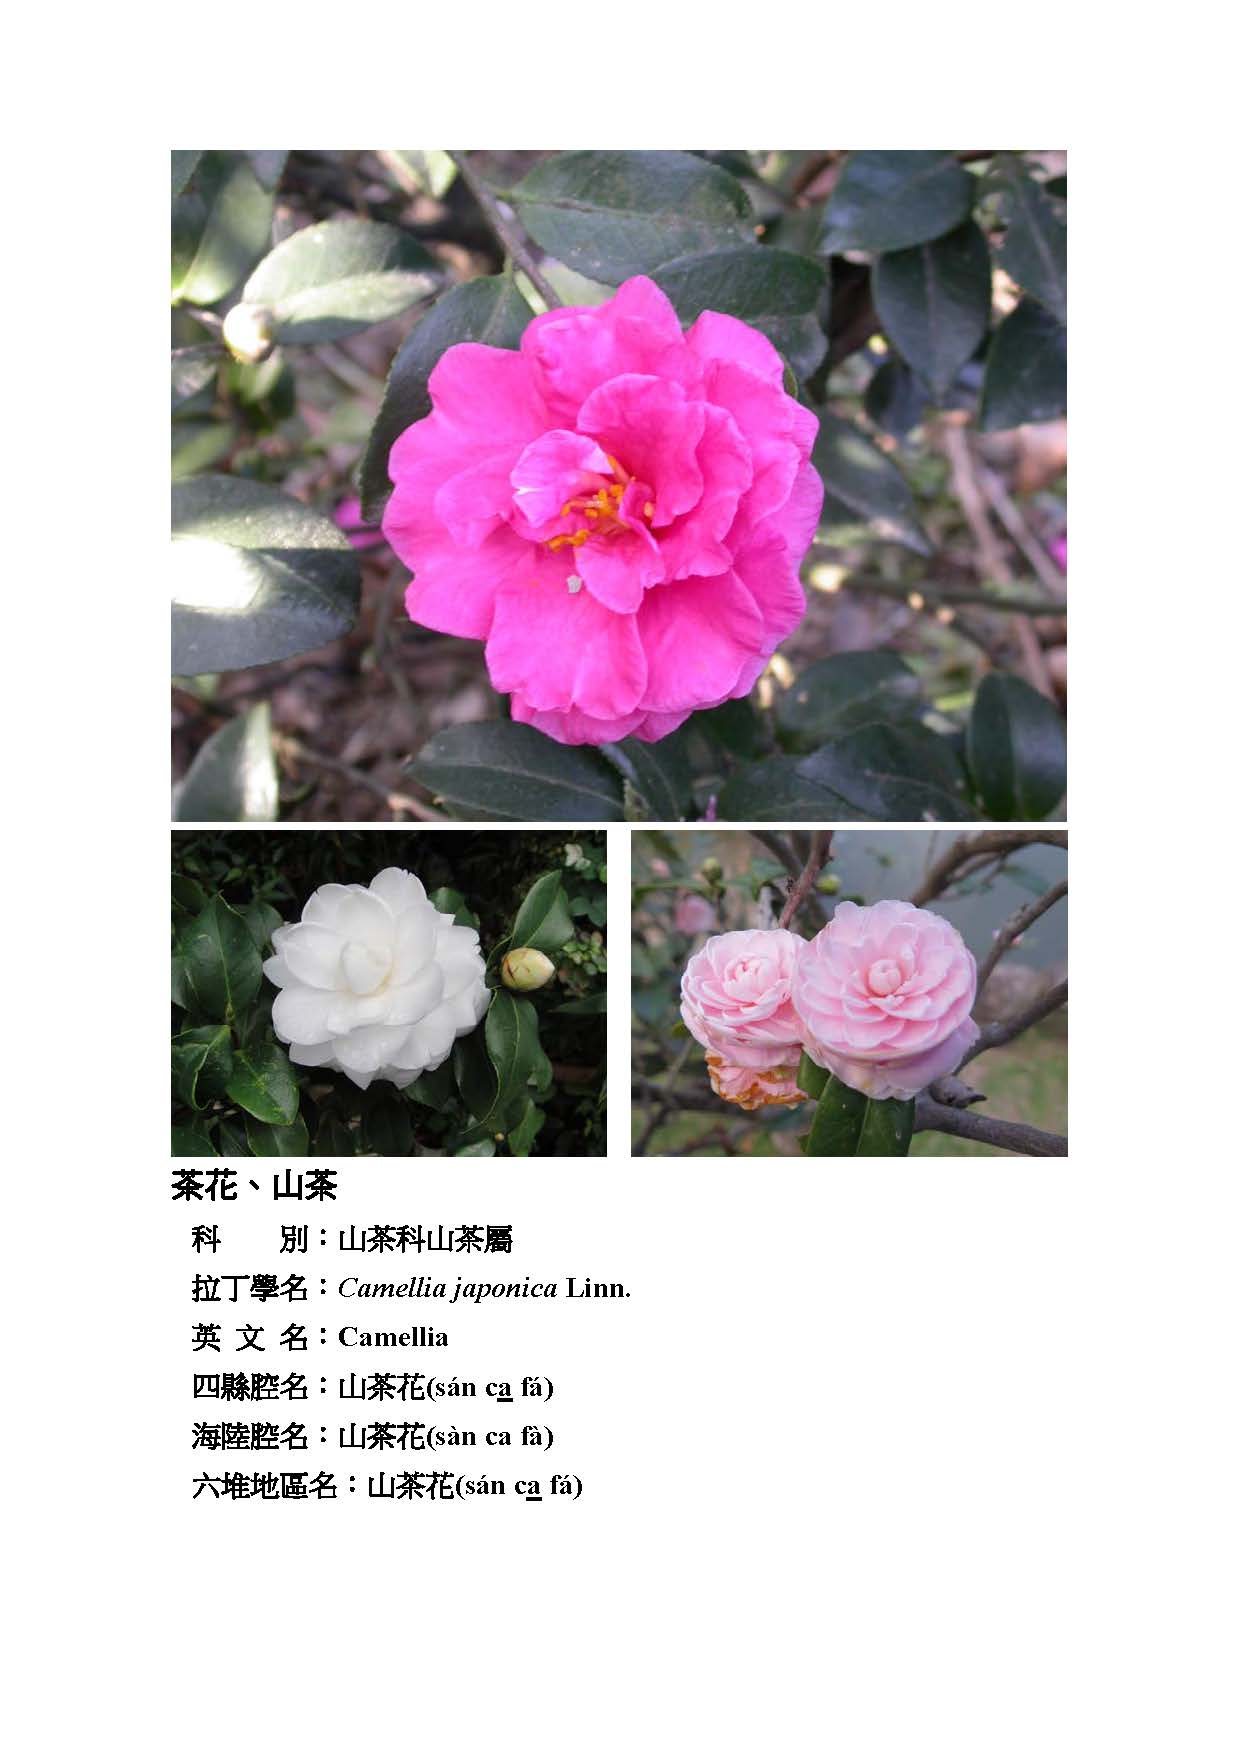 茶花、山茶
科　　別：山茶科山茶屬
拉丁學名：Camellia japonica Linn.
英 文 名：Camellia
四縣腔名：山茶花(sán ca̲ fá)
海陸腔名：山茶花(sàn ca fà)
六堆地區名：山茶花(sán ca̲ fá)